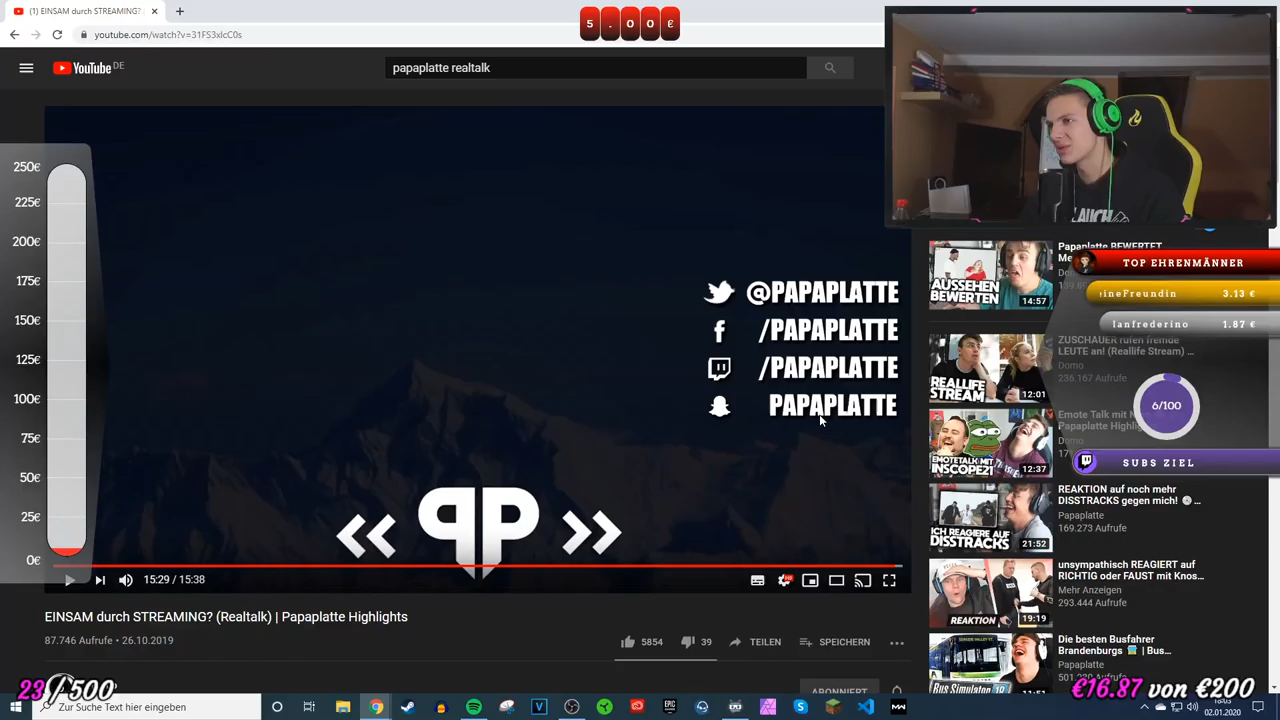 (1) EINSAM durch STREAMING?
youtube.com/watch?v=31FS3xlcC0s
5.00€
YouTube DE
papaplatte realtalk
250€
225€
200€
175€
150€
125€
100€
75€
50€
25€
0€
@PAPAPLATTE
/PAPAPLATTE
/PAPAPLATTE
PAPAPLATTE
15:29 / 15:38
EINSAM durch STREAMING? (Realtalk) | Papaplatte Highlights
87.746 Aufrufe • 26.10.2019
5854
39
TEILEN
SPEICHERN
ABONNIERT
Papaplatte BEWERTET
AUSSEHEN
BEWERTEN
14:57
TOP EHRENMÄNNER
ineFreundin 3.13 €
lanfrederino 1.87 €
ZUSCHAUER rufen fremde
LEUTE an! (Reallife Stream) ...
Domo
236.167 Aufrufe
REALLIFE
STREAM
12:01
6/100
Emote Talk mit
Papaplatte
Domo
EMOTETALK MIT
INSCOPE21
12:37
SUBS ZIEL
REAKTION auf noch mehr
DISSTRACKS gegen mich!
Papaplatte
169.273 Aufrufe
ICH REAGIERE AUF
DISSTRACKS
21:52
unsympathisch REAGIERT auf
RICHTIG oder FAUST mit Knos...
Mehr Anzeigen
293.444 Aufrufe
REAKTION
19:19
Die besten Busfahrer
Brandenburgs
| Bus...
Papaplatte
Bus Simulator 18
23/500
€16.87 von €200
Zur Suche Text hier eingeben
18:03
02.01.2020